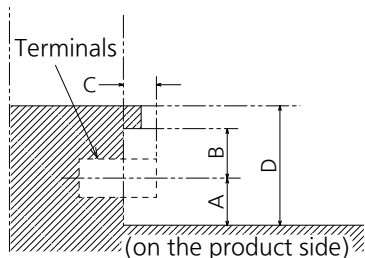 Terminals
C
B
D
A
(on the product side)